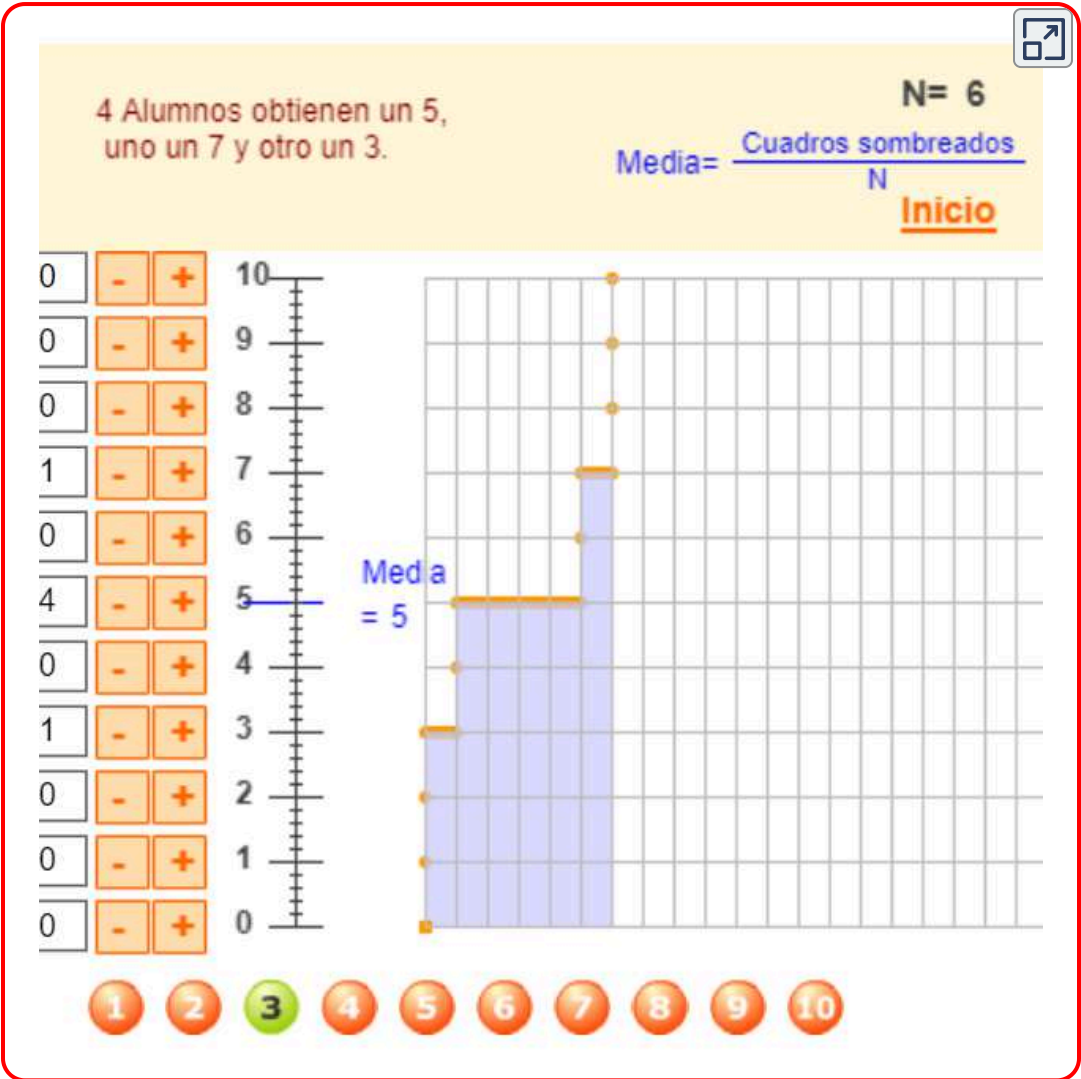 4 Alumnos obtienen un 5,
uno un 7 y otro un 3.
N= 6
Media= Cuadros sombreados
N
Inicio
0 - + 10
0 - + 9
0 - + 8
1 - + 7
0 - + 6
Media
= 5
4 - + 5
0 - + 4
1 - + 3
0 - + 2
0 - + 1
0 - + 0
1 2 3 4 5 6 7 8 9 10